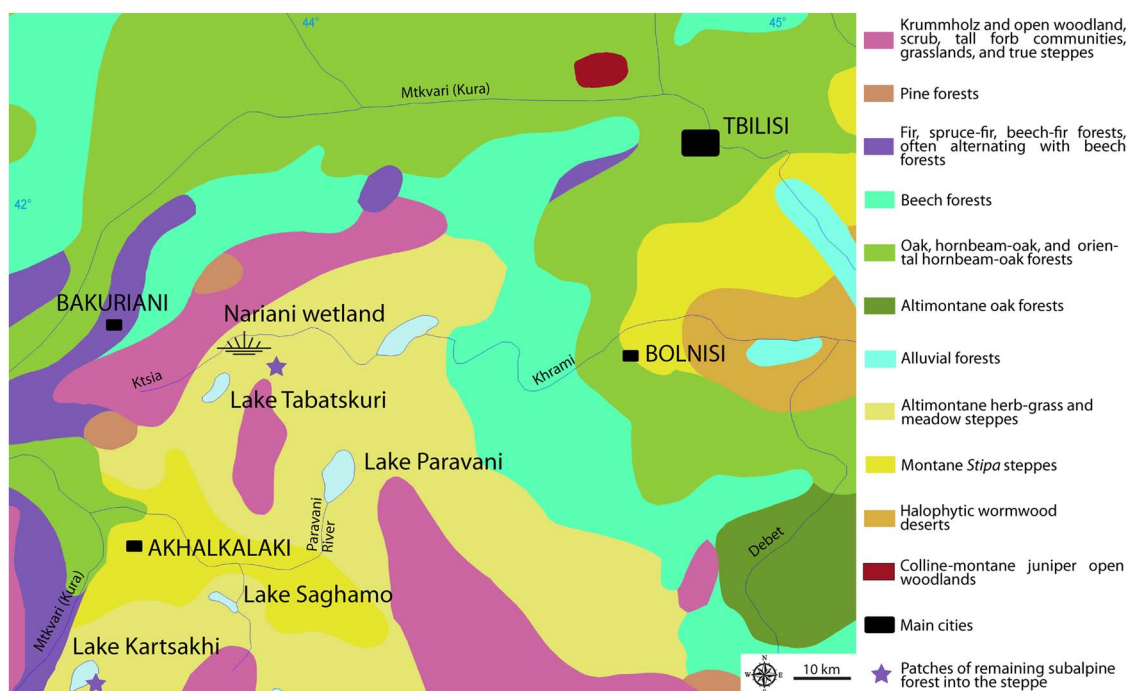 44°
45°
Mtkvari (Kura)
TBILISI
42°
BAKURIANI
Nariani wetland
BOLNISI
Khrami
Ktsia
Lake Tabatskuri
Lake Paravani
Paravani
River
AKHALKALAKI
Debet
Lake Saghamo
Mtkvari (Kura)
Lake Kartsakhi
N
W
E
S
10 km
Krummholz and open woodland,
scrub, tall forb communities,
grasslands, and true steppes
Pine forests
Fir, spruce-fir, beech-fir forests,
often alternating with beech
forests
Beech forests
Oak, hornbeam-oak, and orien-
tal hornbeam-oak forests
Altimontane oak forests
Alluvial forests
Altimontane herb-grass and
meadow steppes
Montane Stipa steppes
Halophytic wormwood
deserts
Colline-montane juniper open
woodlands
Main cities
Patches of remaining subalpine
forest into the steppe